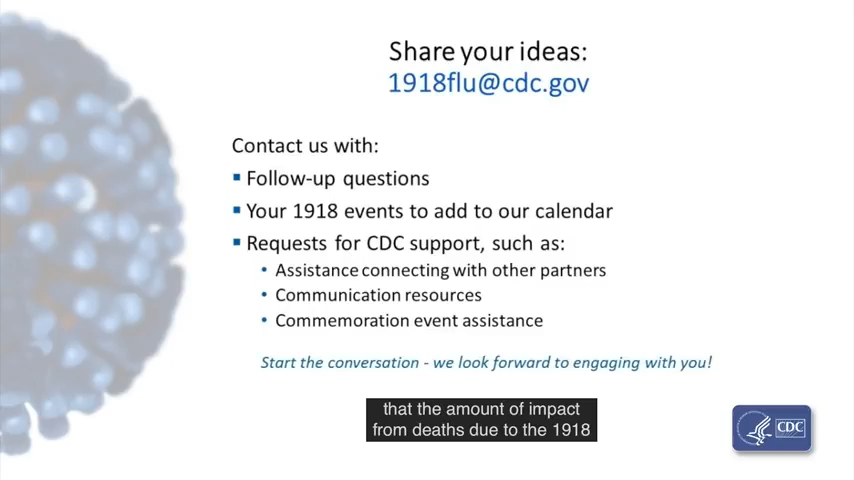 Share your ideas:
1918flu@cdc.gov
Contact us with:
▪ Follow-up questions
▪ Your 1918 events to add to our calendar
▪ Requests for CDC support, such as:
• Assistance connecting with other partners
• Communication resources
• Commemoration event assistance
Start the conversation - we look forward to engaging with you!
that the amount of impact
from deaths due to the 1918
CDC